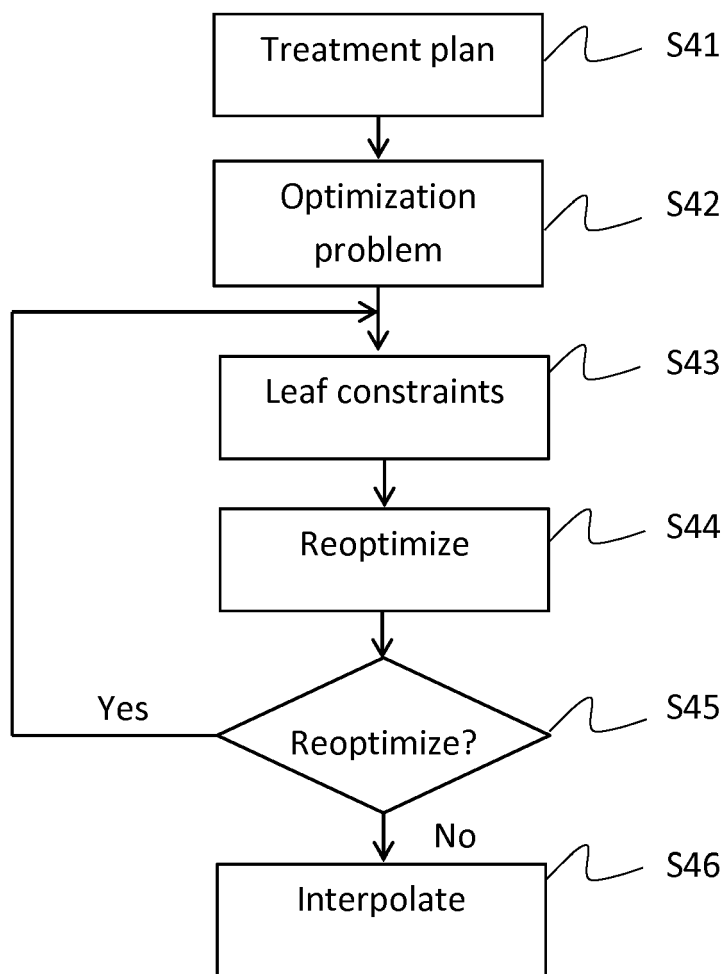 Treatment plan
S41
Optimization
problem
S42
Leaf constraints
S43
Reoptimize
S44
Reoptimize?
S45
Yes
No
Interpolate
S46